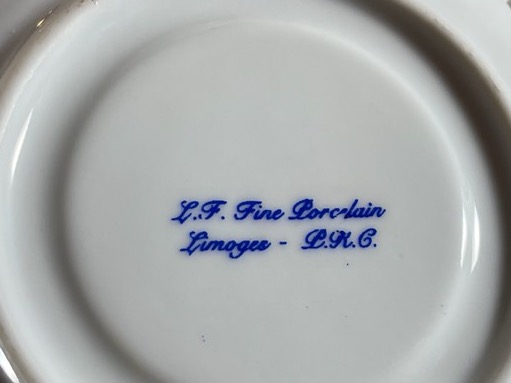 L.F. Fine Porcelain
Limoges - P.R.C.